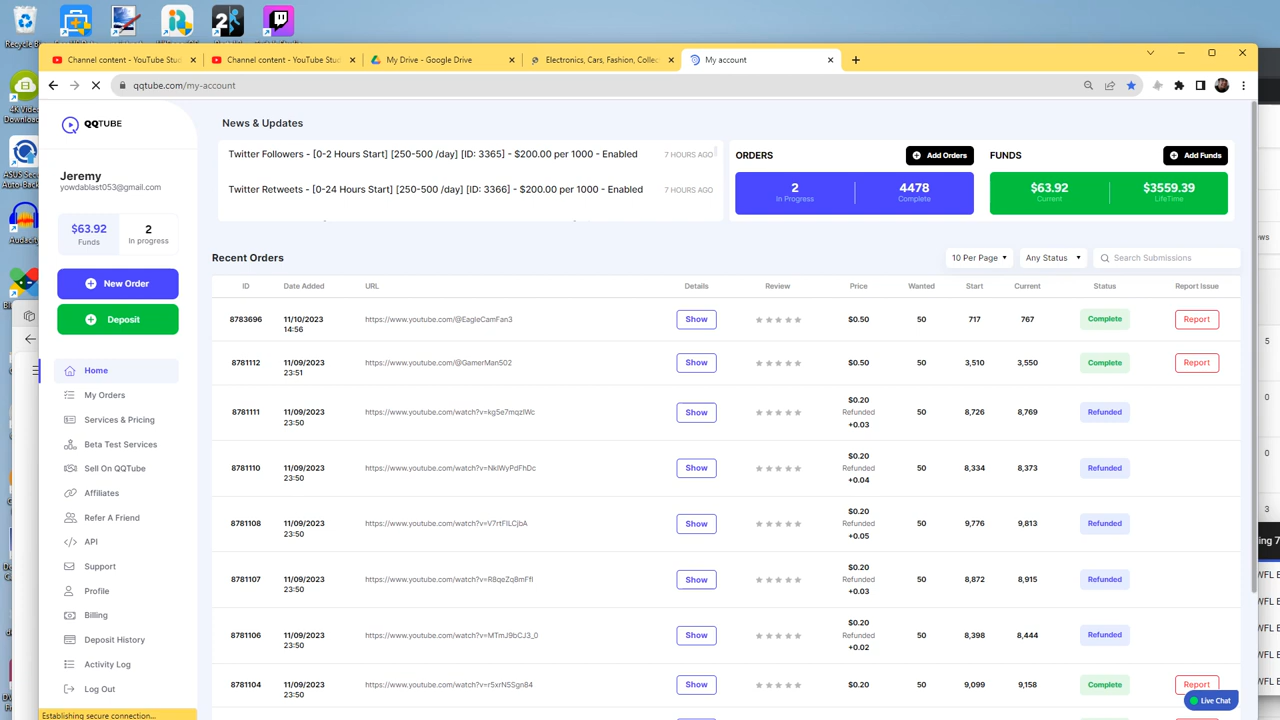 Recycle Bin
4K Video
Download
ASUS
Auto-Back
Audacity
Channel content - YouTube Stud
Channel content - YouTube Stud
My Drive - Google Drive
Electronics, Cars, Fashion, Collec
My account
qqtube.com/my-account
QQTUBE
Jeremy
yowdablast053@gmail.com
$63.92
Funds
2
In progress
New Order
Deposit
Home
My Orders
Services & Pricing
Beta Test Services
Sell On QQTube
Affiliates
Refer A Friend
API
Support
Profile
Billing
Deposit History
Activity Log
Log Out
Establishing secure connection...
News & Updates
Twitter Followers - [0-2 Hours Start] [250-500 /day] [ID: 3365] - $200.00 per 1000 - Enabled
7 HOURS AGO
Twitter Retweets - [0-24 Hours Start] [250-500 /day] [ID: 3366] - $200.00 per 1000 - Enabled
7 HOURS AGO
ORDERS
Add Orders
2
In Progress
4478
Complete
FUNDS
Add Funds
$63.92
Current
$3559.39
LifeTime
Recent Orders
10 Per Page
Any Status
Search Submissions
ID Date Added URL Details Review Price Wanted Start Current Status Report Issue
8783696 11/10/2023 14:56 https://www.youtube.com/@EagleCamFan3 Show $0.50 50 717 767 Complete Report
8781112 11/09/2023 23:51 https://www.youtube.com/@GamerMan502 Show $0.50 50 3,510 3,550 Complete Report
8781111 11/09/2023 23:50 https://www.youtube.com/watch?v=kg5e7mqzlWc Show $0.20 Refunded +0.03 50 8,726 8,769 Refunded
8781110 11/09/2023 23:50 https://www.youtube.com/watch?v=NklWyPdFhDc Show $0.20 Refunded +0.04 50 8,334 8,373 Refunded
8781108 11/09/2023 23:50 https://www.youtube.com/watch?v=V7rtFlLCjbA Show $0.20 Refunded +0.05 50 9,776 9,813 Refunded
8781107 11/09/2023 23:50 https://www.youtube.com/watch?v=R8qeZq8mFfI Show $0.20 Refunded +0.03 50 8,872 8,915 Refunded
8781106 11/09/2023 23:50 https://www.youtube.com/watch?v=MTmJ9bCJ3_0 Show $0.20 Refunded +0.02 50 8,398 8,444 Refunded
8781104 11/09/2023 23:50 https://www.youtube.com/watch?v=r5xrN5Sgn84 Show $0.20 50 9,099 9,158 Complete Report
Live Chat